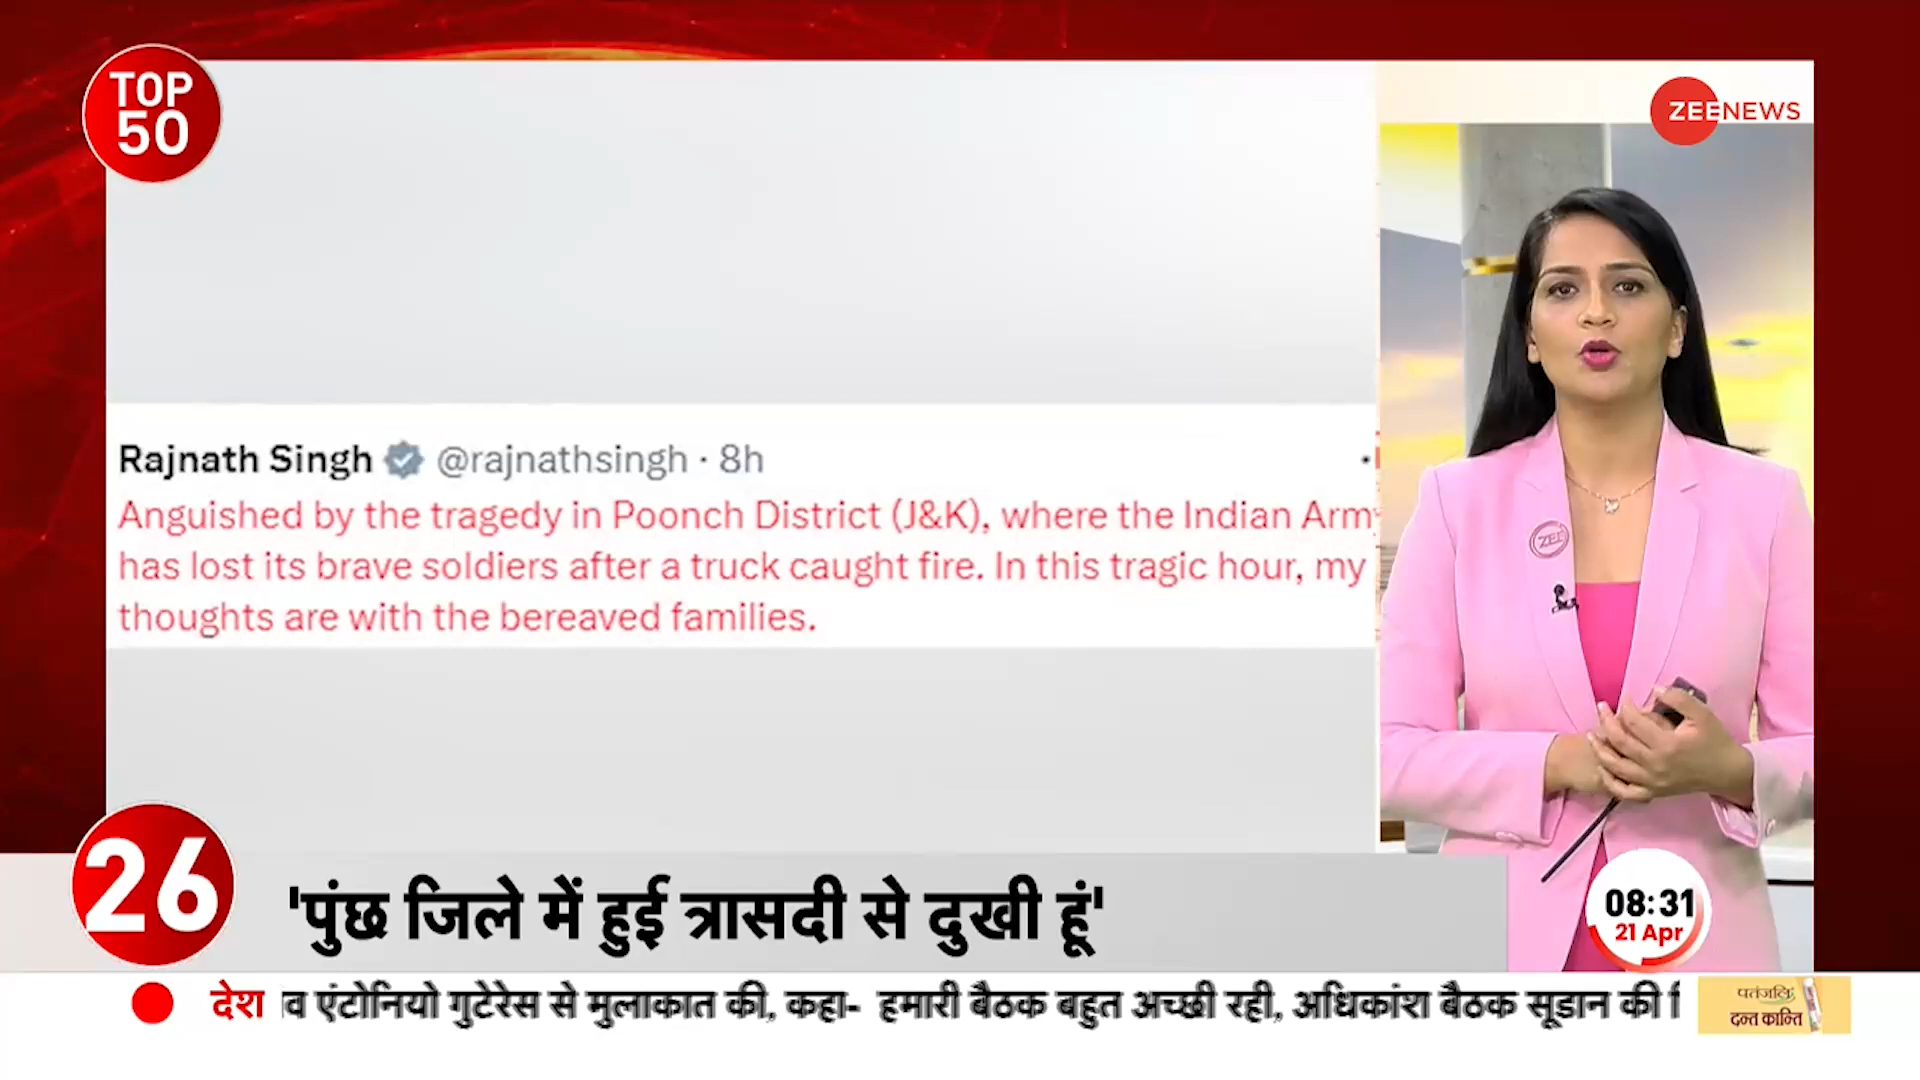 TOP
50
ZEENEWS
Rajnath Singh @rajnathsingh · 8h
Anguished by the tragedy in Poonch District (J&K), where the Indian Army
has lost its brave soldiers after a truck caught fire. In this tragic hour, my
thoughts are with the bereaved families.
ZEE
26
'पुंछ जिले में हुई त्रासदी से दुखी हूं'
08:31
21 Apr
देश व एंटोनियो गुटेरेस से मुलाकात की, कहा- हमारी बैठक बहुत अच्छी रही, अधिकांश बैठक सूडान की
पतंजलि
दन्त कान्ति